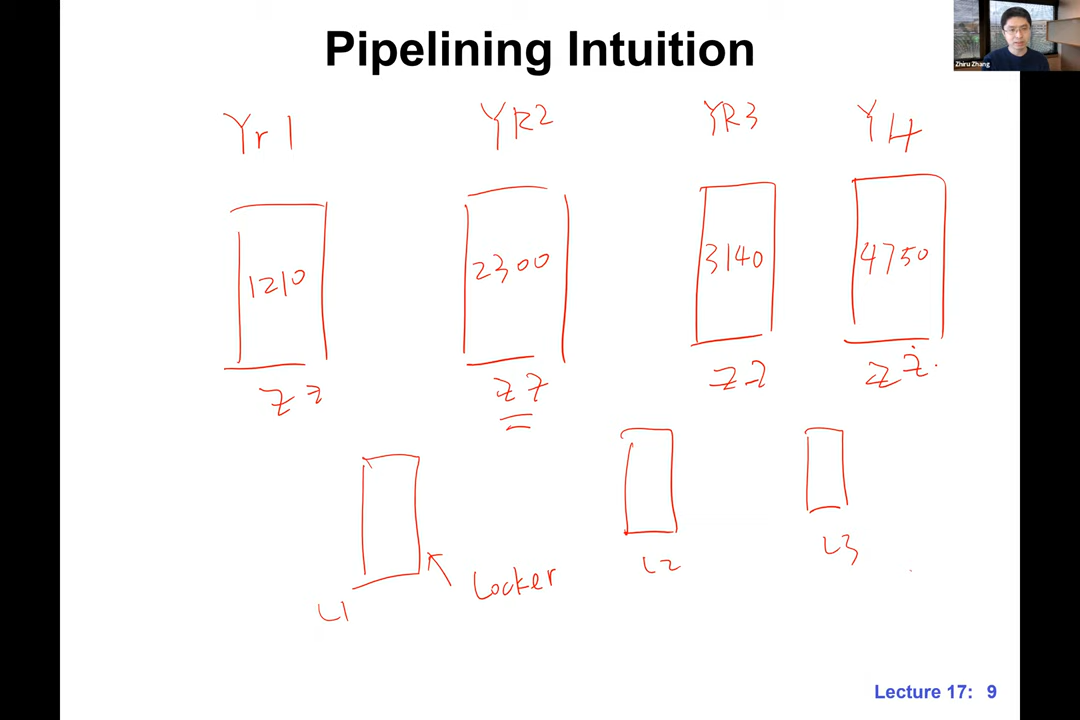 Pipelining Intuition
Zhiru Zhang
Yr 1 YR2 YR3 Y4
1210 2300 3140 4750
ZZ ZZ ZZ ZZ
Locker
L1 L2 L3
Lecture 17: 9